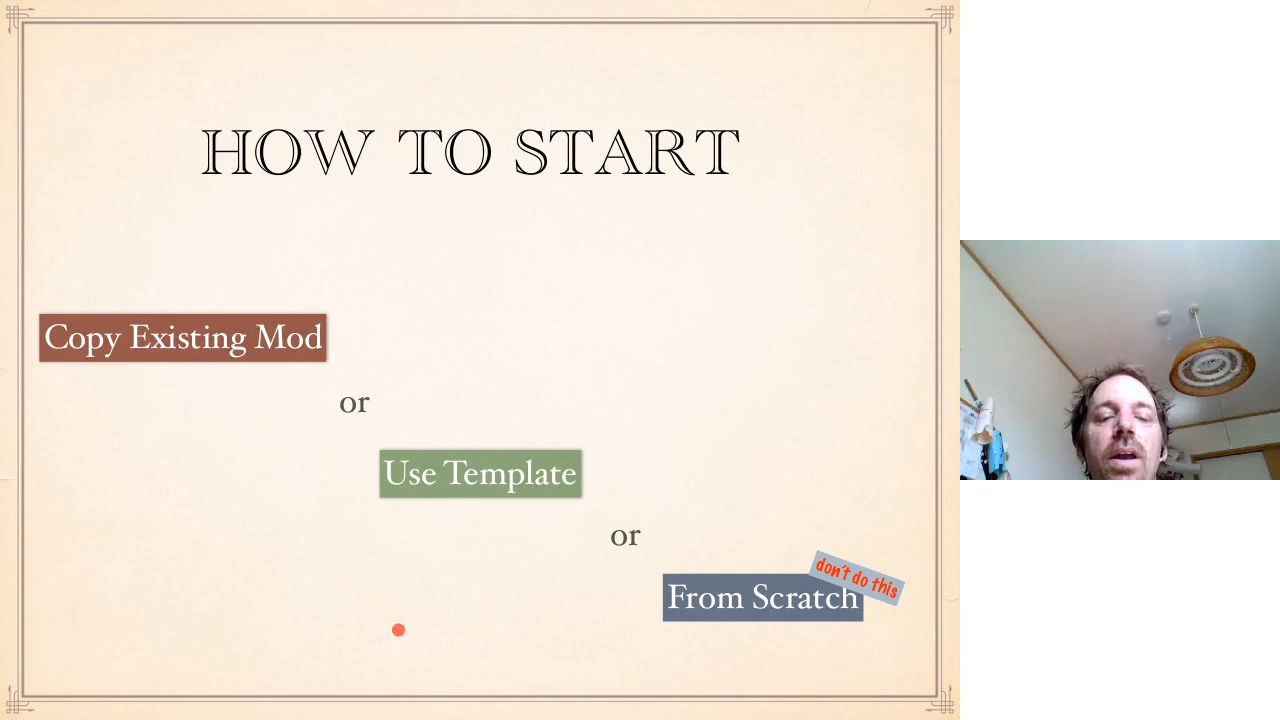 HOW TO START
Copy Existing Mod
or
Use Template
or
don't do this
From Scratch